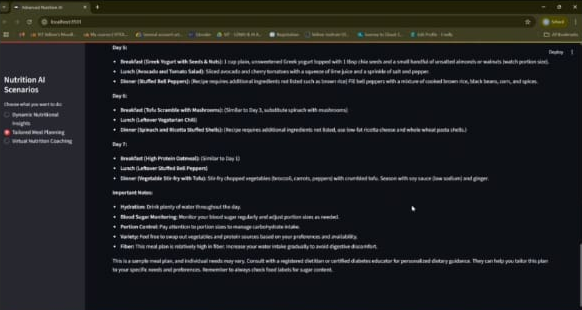 Advanced Nutrition AI
localhost:8501
All Bookmarks
Deploy
Nutrition AI
Scenarios
Choose what you want to do:
Dynamic Nutritional
Insights
Tailored Meal Planning
Virtual Nutrition Coaching
Day 5:
Breakfast (Greek Yogurt with Seeds & Nuts): 1 cup plain, unsweetened Greek yogurt topped with 1 tbsp chia seeds and a small handful of unsalted almonds or walnuts (watch portion size).
Lunch (Avocado and Tomato Salad): Sliced avocado and cherry tomatoes with a squeeze of lime juice and a sprinkle of salt and pepper.
Dinner (Stuffed Bell Peppers): (Recipe requires additional ingredients not listed such as brown rice) Fill bell peppers with a mixture of cooked brown rice, black beans, corn, and spices.
Day 6:
Breakfast (Tofu Scramble with Mushrooms): (Similar to Day 3, substitute spinach with mushrooms)
Lunch (Leftover Vegetarian Chili)
Dinner (Spinach and Ricotta Stuffed Shells): (Recipe requires additional ingredients not listed, use low-fat ricotta cheese and whole wheat pasta shells.)
Day 7:
Breakfast (High Protein Oatmeal): (Similar to Day 1)
Lunch (Leftover Stuffed Bell Peppers)
Dinner (Vegetable Stir-fry with Tofu): Stir-fry chopped vegetables (broccoli, carrots, peppers) with crumbled tofu. Season with soy sauce (low sodium) and ginger.
Important Notes:
Hydration: Drink plenty of water throughout the day.
Blood Sugar Monitoring: Monitor your blood sugar regularly and adjust portion sizes as needed.
Portion Control: Pay attention to portion sizes to manage carbohydrate intake.
Variety: Feel free to swap out vegetables and protein sources based on your preferences and availability.
Fiber: This meal plan is relatively high in fiber. Increase your water intake gradually to avoid digestive discomfort.
This is a sample meal plan, and individual needs may vary. Consult with a registered dietitian or certified diabetes educator for personalized dietary guidance. They can help you tailor this plan
to your specific needs and preferences. Remember to always check food labels for sugar content.